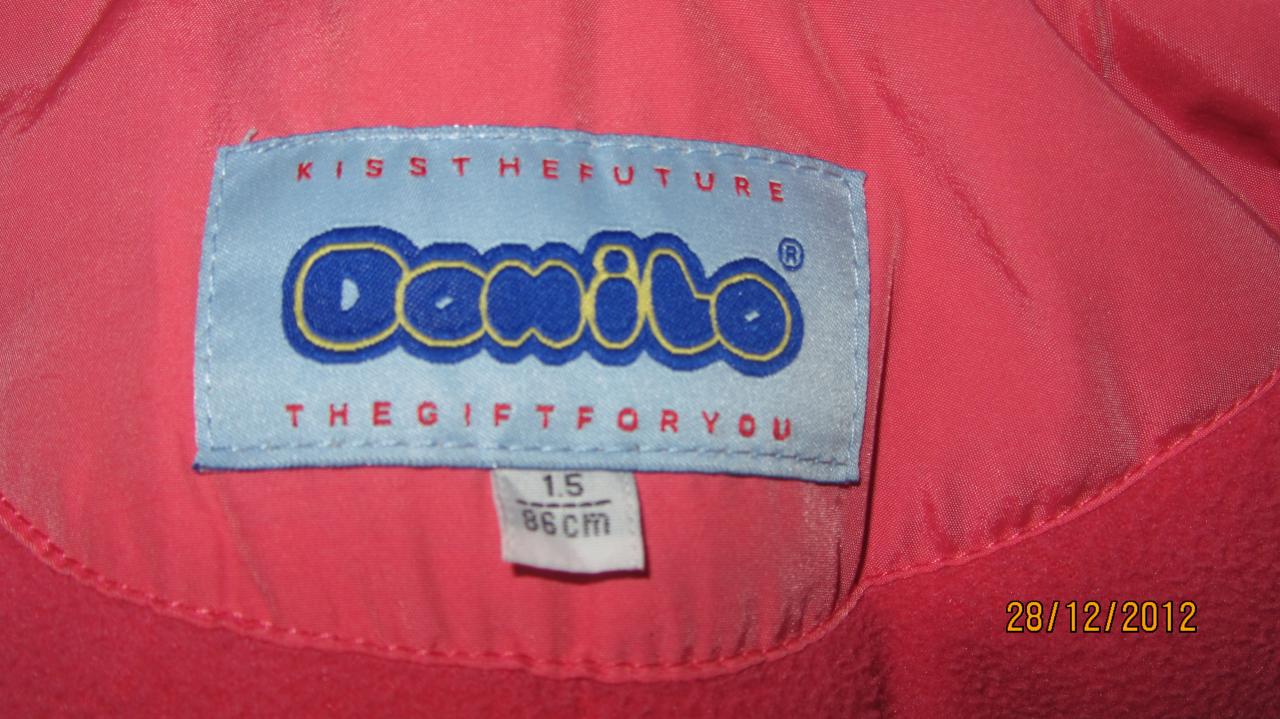 KISSTHEFUTURE
Danilo®
THEGIFTFORYOU
1.5
86cm
28/12/2012